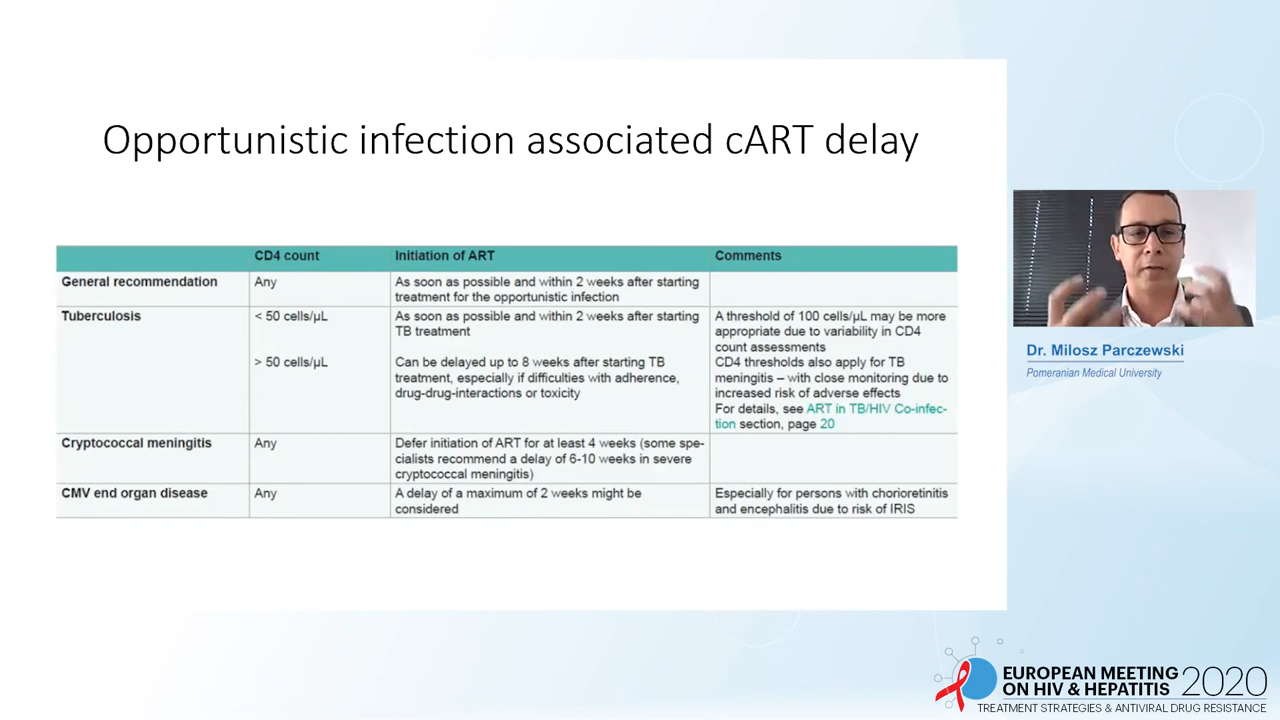 Opportunistic infection associated cART delay
CD4 count
Initiation of ART
Comments
General recommendation
Any
As soon as possible and within 2 weeks after starting
treatment for the opportunistic infection
Tuberculosis
< 50 cells/µL
As soon as possible and within 2 weeks after starting
TB treatment
A threshold of 100 cells/µL may be more
appropriate due to variability in CD4
count assessments
> 50 cells/µL
Can be delayed up to 8 weeks after starting TB
treatment, especially if difficulties with adherence,
drug-drug-interactions or toxicity
CD4 thresholds also apply for TB
meningitis – with close monitoring due to
increased risk of adverse effects
For details, see ART in TB/HIV Co-infec-
tion section, page 20
Cryptococcal meningitis
Any
Defer initiation of ART for at least 4 weeks (some spe-
cialists recommend a delay of 6-10 weeks in severe
cryptococcal meningitis)
CMV end organ disease
Any
A delay of a maximum of 2 weeks might be
considered
Especially for persons with chorioretinitis
and encephalitis due to risk of IRIS
Dr. Milosz Parczewski
Pomeranian Medical University
EUROPEAN MEETING
ON HIV & HEPATITIS 2020
TREATMENT STRATEGIES & ANTIVIRAL DRUG RESISTANCE